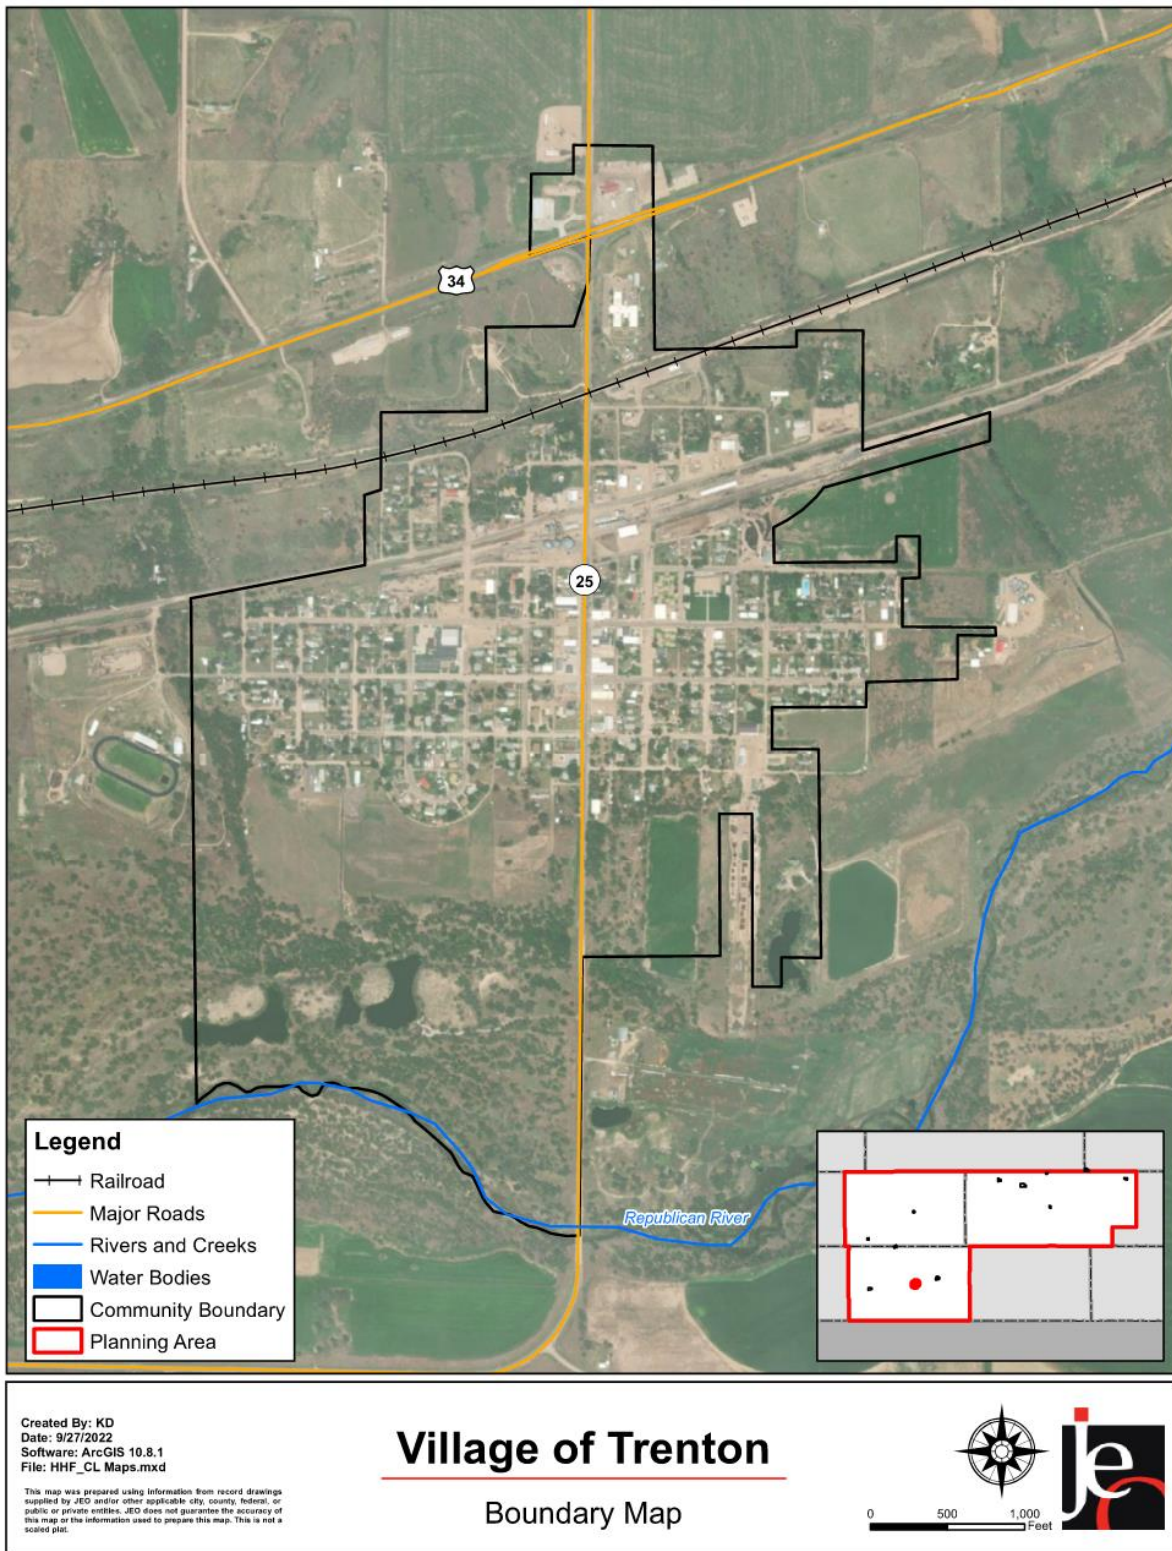 34
25
Republican River
Legend
Railroad
Major Roads
Rivers and Creeks
Water Bodies
Community Boundary
Planning Area
Created By: KD
Date: 9/27/2022
Software: ArcGIS 10.8.1
File: HHF_CL Maps.mxd
This map was prepared using information from record drawings
supplied by JEO and/or other applicable city, county, federal, or
public or private entities. JEO does not guarantee the accuracy of
this map or the information used to prepare this map. This is not a
scaled plat.
Village of Trenton
Boundary Map
0 500 1,000
Feet
jeo